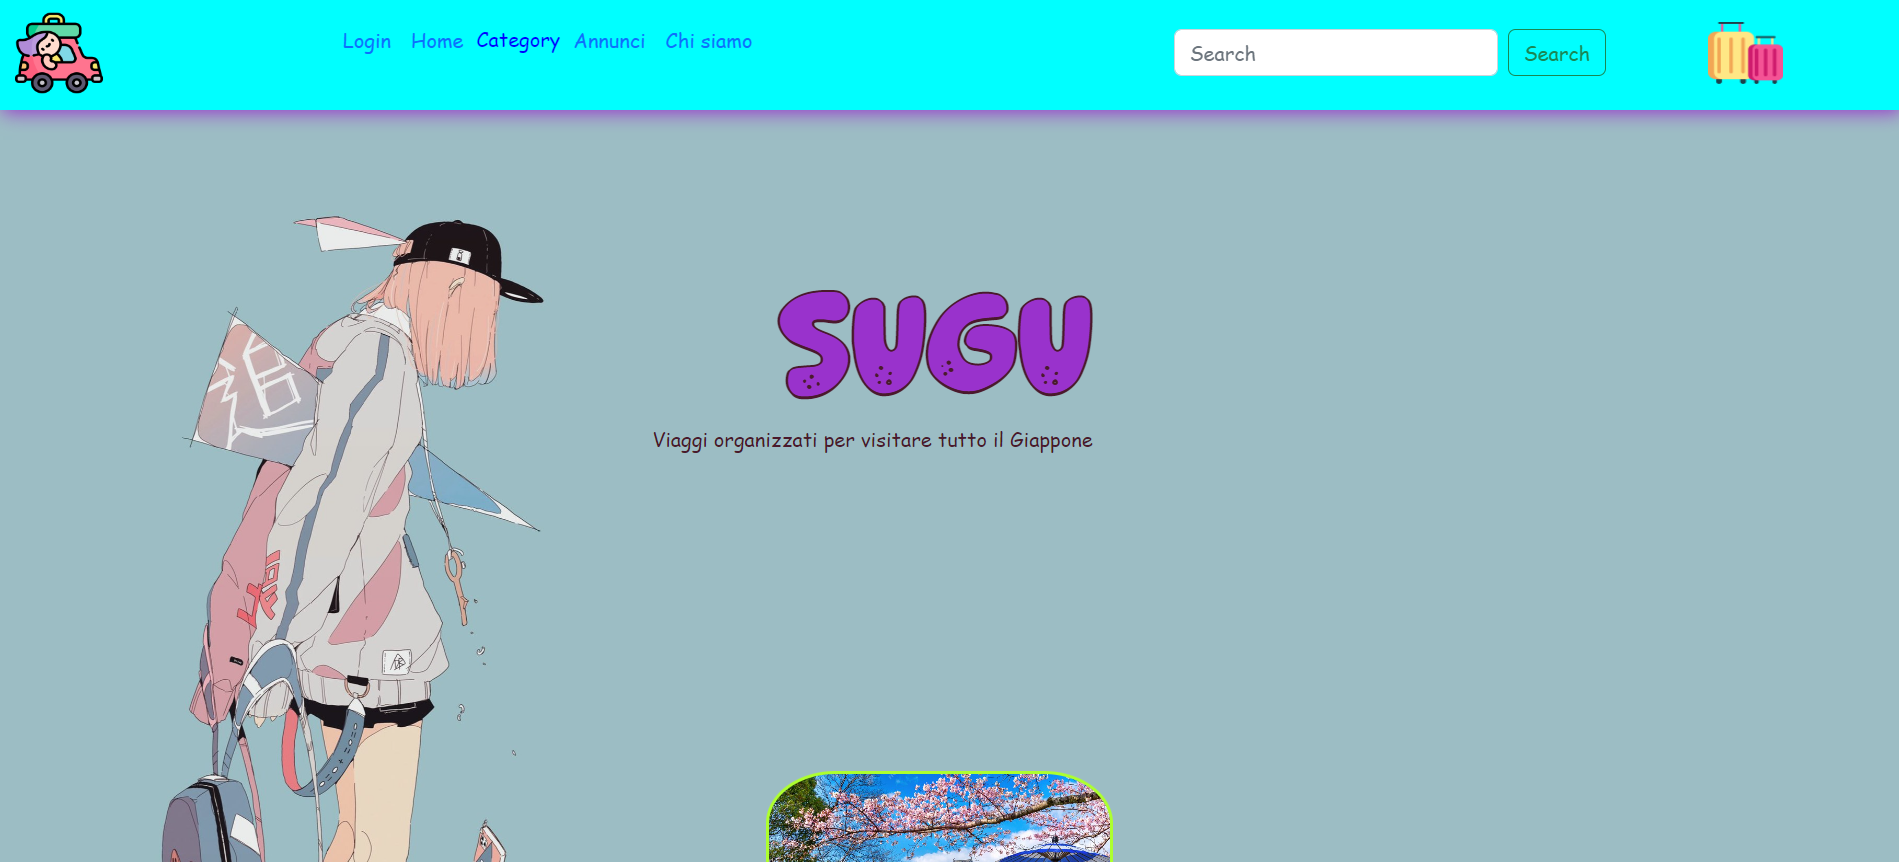 Login Home Category Annunci Chi siamo Search Search
SUGU
Viaggi organizzati per visitare tutto il Giappone